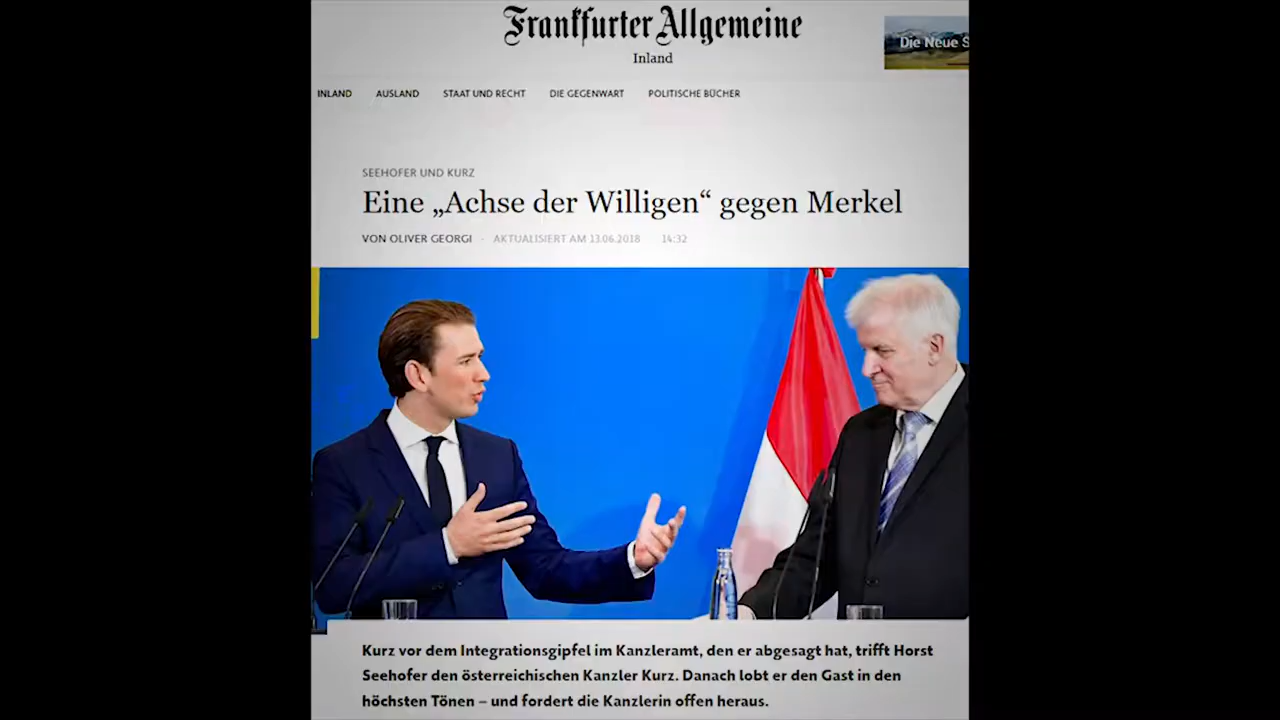 Frankfurter Allgemeine
Inland
Die Neue S
INLAND AUSLAND STAAT UND RECHT DIE GEGENWART POLITISCHE BÜCHER
SEEHOFER UND KURZ
Eine „Achse der Willigen“ gegen Merkel
VON OLIVER GEORGI · AKTUALISIERT AM 13.06.2018 14:32
Kurz vor dem Integrationsgipfel im Kanzleramt, den er abgesagt hat, trifft Horst
Seehofer den österreichischen Kanzler Kurz. Danach lobt er den Gast in den
höchsten Tönen – und fordert die Kanzlerin offen heraus.